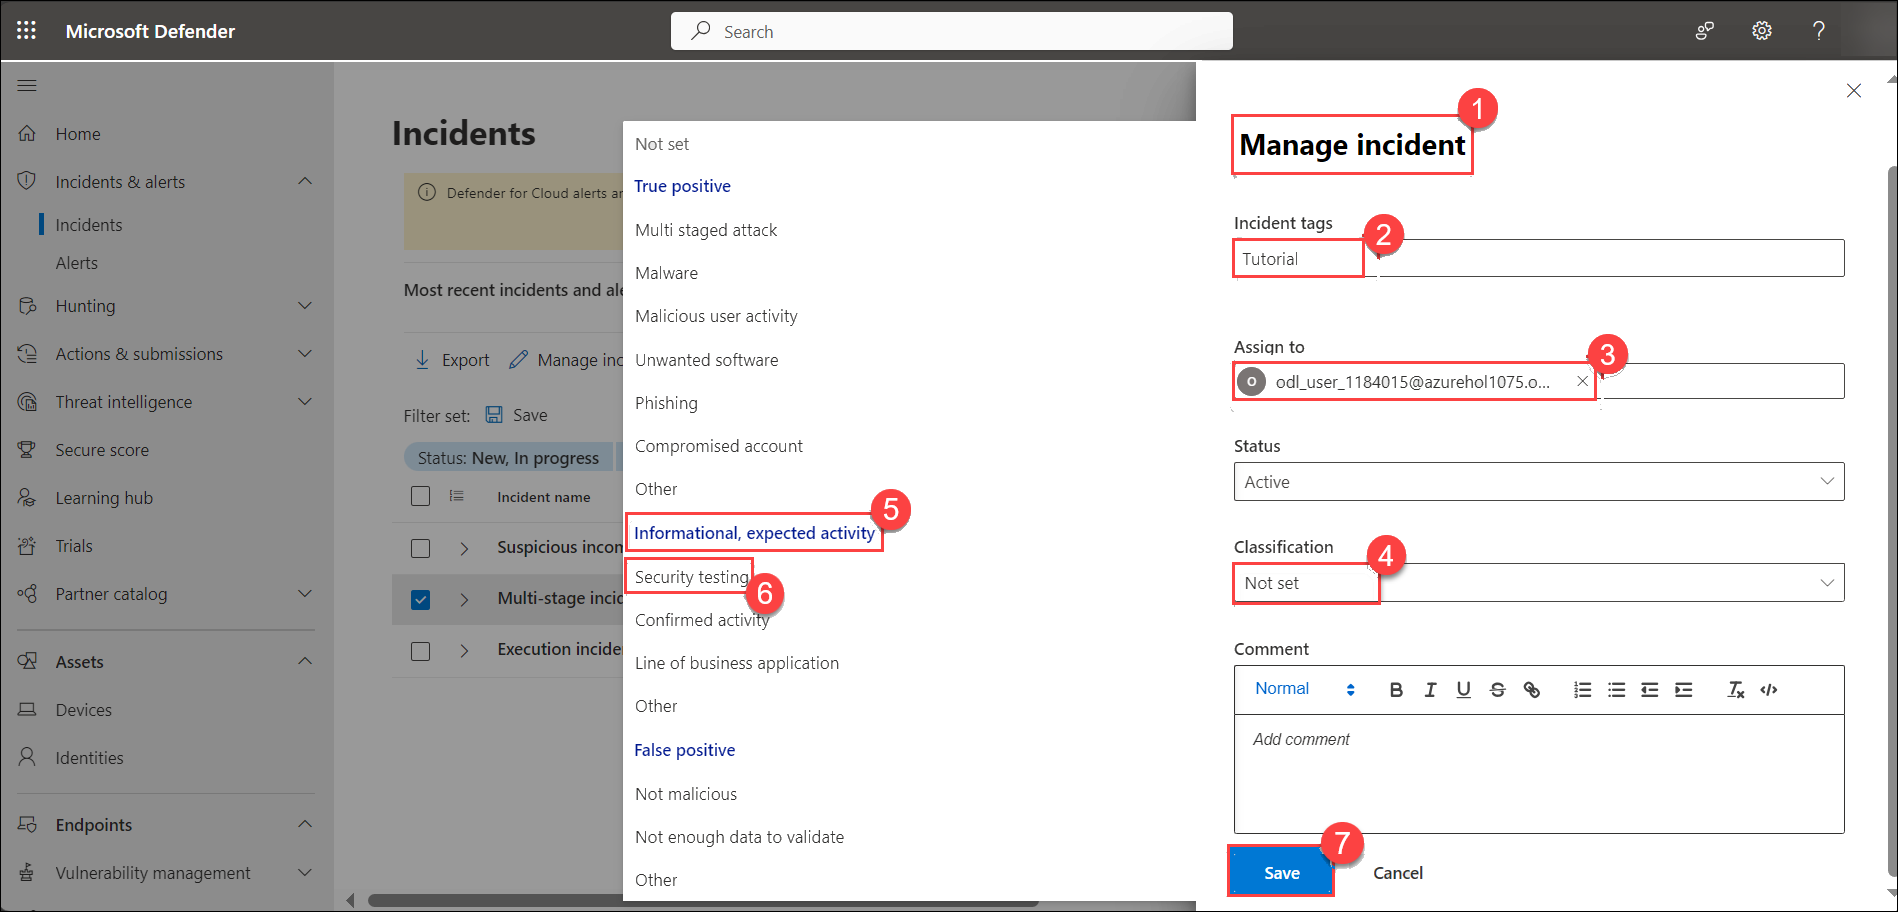 Microsoft Defender
Search
Home
Incidents & alerts
Incidents
Alerts
Hunting
Actions & submissions
Threat intelligence
Secure score
Learning hub
Trials
Partner catalog
Assets
Devices
Identities
Endpoints
Vulnerability management
Incidents
Defender for Cloud alerts
Most recent incidents and
Export
Manage
Filter set:
Save
Status: New, In progress
Incident name
Suspicious
Multi-stage
Execution
Not set
True positive
Multi staged attack
Malware
Malicious user activity
Unwanted software
Phishing
Compromised account
Other
Informational, expected activity
5
Security testing
6
Confirmed activity
Line of business application
Other
False positive
Not malicious
Not enough data to validate
Other
Manage incident
1
Incident tags
2
Tutorial
Assign to
3
O
odl_user_1184015@azurehol1075.o...
Status
Active
Classification
4
Not set
Comment
Normal
Add comment
7
Save
Cancel